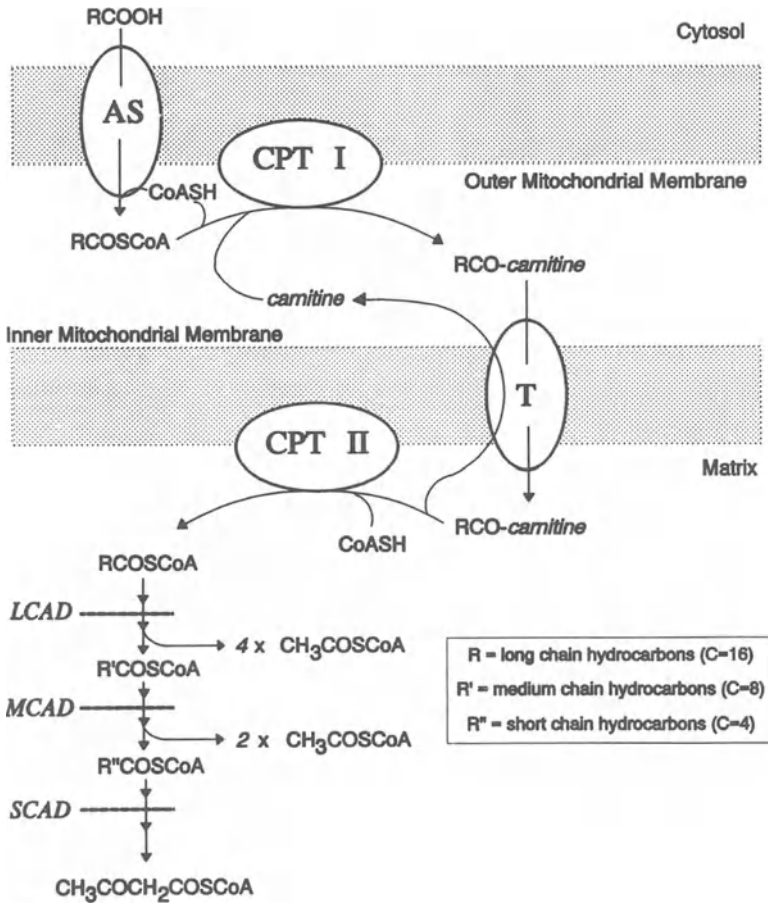 RCOOH
Cytosol
AS
CPT I
Outer Mitochondrial Membrane
CoASH
RCOSCoA
RCO-carnitine
carnitine
Inner Mitochondrial Membrane
T
CPT II
Matrix
CoASH
RCO-carnitine
RCOSCoA
LCAD
4 x CH₃COSCoA
R'COSCoA
MCAD
2 x CH₃COSCoA
R"COSCoA
SCAD
CH₃COCH₂COSCoA
R = long chain hydrocarbons (C=16)
R' = medium chain hydrocarbons (C=8)
R" = short chain hydrocarbons (C=4)